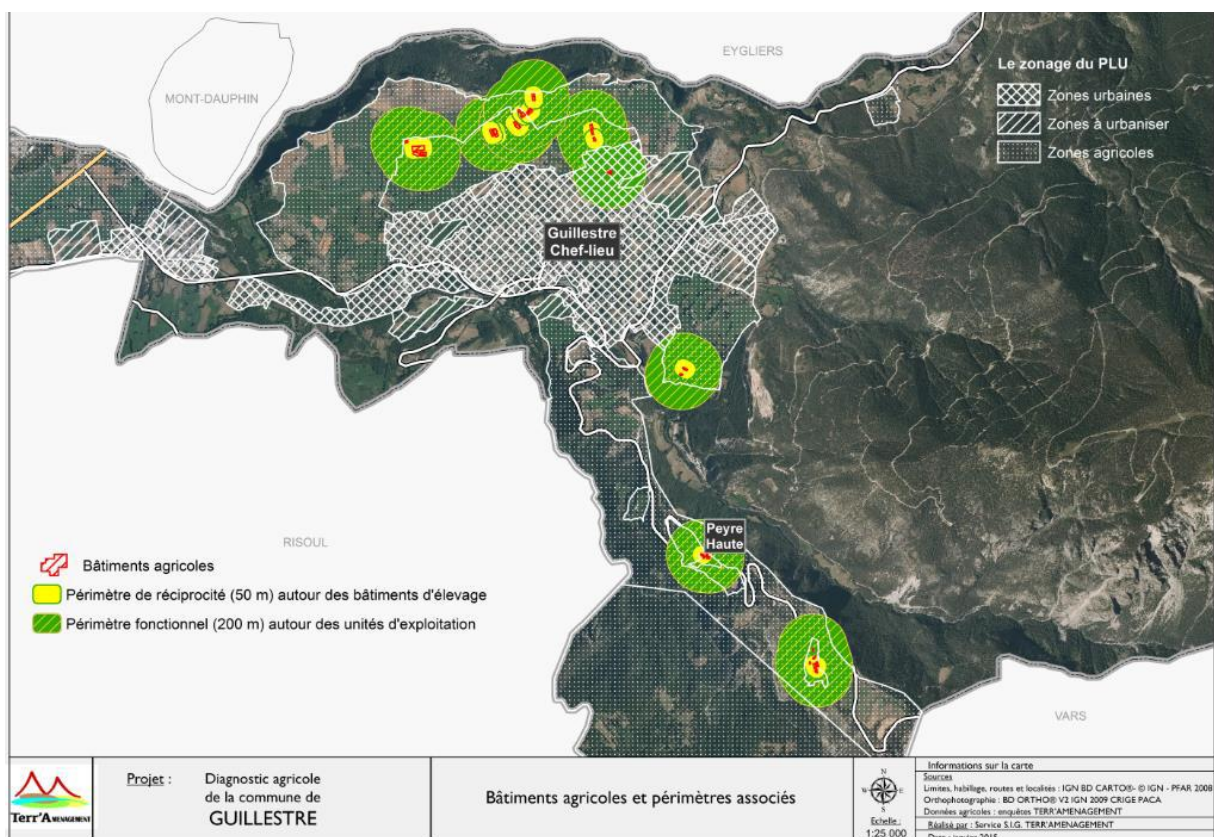 EYGLIERS
MONT-DAUPHIN
Le zonage du PLU
Zones urbaines
Zones à urbaniser
Zones agricoles
Guillestre
Chef-lieu
Peyre
Haute
RISOUL
VARS
Bâtiments agricoles
Périmètre de réciprocité (50 m) autour des bâtiments d'élevage
Périmètre fonctionnel (200 m) autour des unités d'exploitation
Terr'Amenagement
Projet : Diagnostic agricole
de la commune de
GUILLESTRE
Bâtiments agricoles et périmètres associés
N
W E
S
Echelle :
1:25 000
Informations sur la carte
Sources
Limites, habillage, routes et localités : IGN BD CARTO®- © IGN - PFAR 2008
Orthophotographie : BD ORTHO® V2 IGN 2009 CRIGE PACA
Données agricoles : enquêtes TERR'AMENAGEMENT
Réalisé par : Service S.I.G. TERR'AMENAGEMENT
Date : janvier 2015